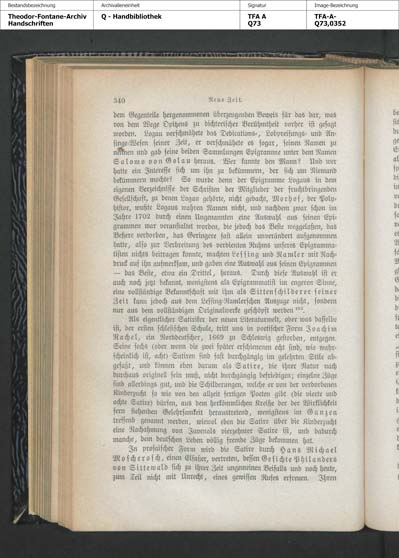 Bestandsbezeichnung
Archivalieneinheit
Signatur
Image-Bezeichnung
Theodor-Fontane-Archiv
Handschriften
Q - Handbibliothek
TFA A
Q73
TFA-A-
Q73,0352
340 Neue Zeit.
dem Gegenteile hergenommenen überzeugenden Beweis für das dar, was
von dem Wege Opitzens zu dichterischer Berühmtheit vorher ist gesagt
worden. Logau verschmähete das Dedications-, Lobpreisungs- und An-
singe-Wesen seiner Zeit, er verschmähete es sogar, seinen Namen zu
nennen und gab seine beiden Sammlungen Epigramme unter dem Namen
Salomo von Golau heraus. Wer kannte den Mann? Und wer
hatte ein Interesse sich um ihn zu bekümmern, der sich um Niemand
bekümmern mochte? So wurde denn der Epigramme Logaus in dem
eigenen Verzeichnisse der Schriften der Mitglieder der fruchtbringenden
Gesellschaft, zu denen Logau gehörte, nicht gedacht, Morhof, der Poly-
histor, wußte Logaus wahren Namen nicht, und nachdem zwar schon im
Jahre 1702 durch einen Ungenannten eine Auswahl aus seinen Epi-
grammen war veranstaltet worden, die jedoch das Beste weggelassen, das
Bessere verdorben, das Geringere fast allein unverändert aufgenommen
hatte, also zur Verbreitung des verdienten Ruhms unseres Epigramma-
tisten nichts beitragen konnte, machten Lessing und Ramler mit Nach-
druck auf ihn aufmerksam, und gaben eine Auswahl aus seinen Epigrammen
— das Beste, etwa ein Drittel, heraus. Durch diese Auswahl ist er
auch noch jetzt bekannt, wenigstens als Epigrammatist im engeren Sinne,
eine vollständige Bekanntschaft mit ihm als Sittenschilderer seiner
Zeit kann jedoch aus dem Lessing-Ramlerschen Auszuge nicht, sondern
nur aus dem vollständigen Originalwerke geschöpft werden
Als eigentlicher Satiriker der neuen Literaturwelt, aber was dasselbe
ist, der ersten schlesischen Schule, tritt uns in poetischer Form Joachim
Rachel, ein Norddeutscher, 1669 zu Schleswig gestorben, entgegen.
Seine sechs (oder wenn die zwei später erschienenen echt sind, wie wahr-
scheinlich ist, acht) Satiren sind fast durchgängig im gelehrten Stile ab-
gefaßt, und können eben darum als Satire, die ihrer Natur nach
durchaus original sein muß, nicht durchgängig befriedigen; einzelne Züge
sind allerdings gut, und die Schilderungen, welche er von der verdorbenen
Kinderzucht so wie von den allzeit fertigen Poeten gibt (die vierte und
achte Satire) dürfen, aus dem herkömmlichen Kreise der der Wirklichkeit
fern stehenden Gelehrsamkeit heraustretend, wenigstens im Ganzen
treffend genannt werden, wiewol eben die Satire über die Kinderzucht
eine Nachahmung von Juvenals vierzehnter Satire ist, und dadurch
manche, dem deutschen Leben völlig fremde Züge bekommen hat.
In prosaischer Form wird die Satire durch Hans Michael
Moscherosch, einen Elsaßer, vertreten, dessen Gesichte Philanders
von Sittewald sich zu ihrer Zeit ungemeinen Beifalls und noch heute,
zum Teil nicht mit Unrecht, eines gewissen Rufes erfreuen. Ihren